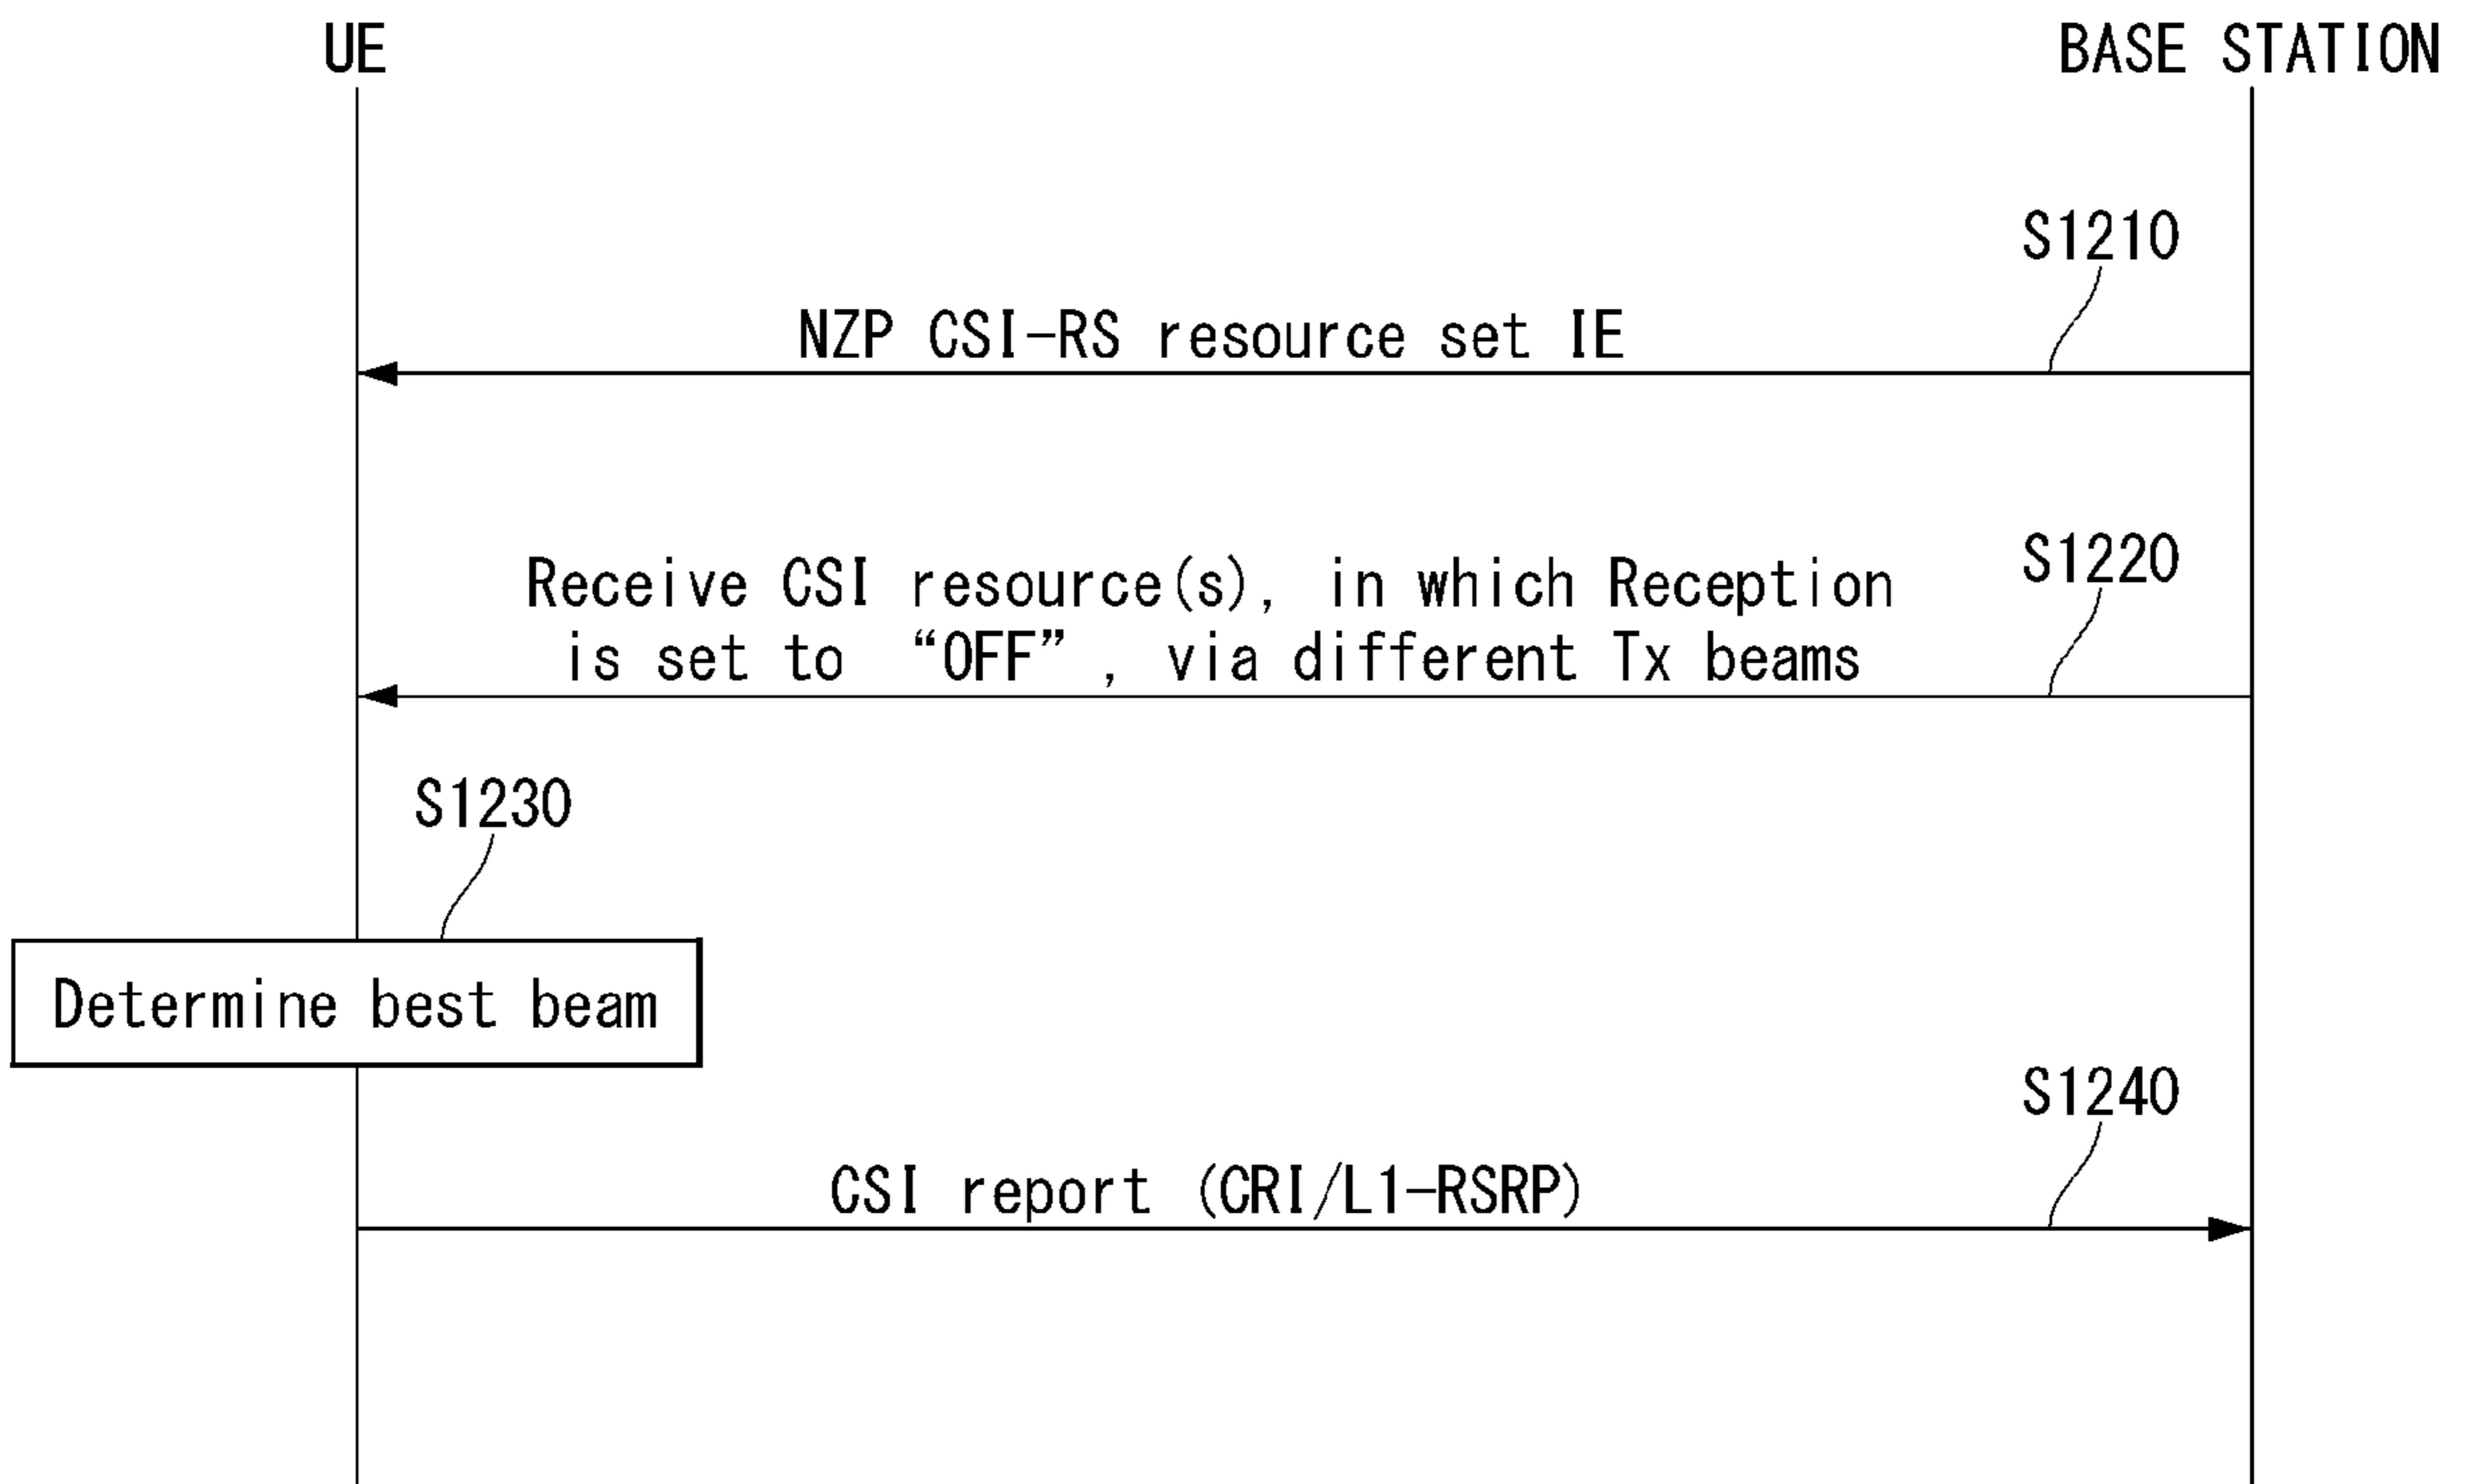 UE
BASE STATION
S1210
NZP CSI-RS resource set IE
S1220
Receive CSI resource(s), in which Reception
is set to “OFF”, via different Tx beams
S1230
Determine best beam
S1240
CSI report (CRI/L1-RSRP)